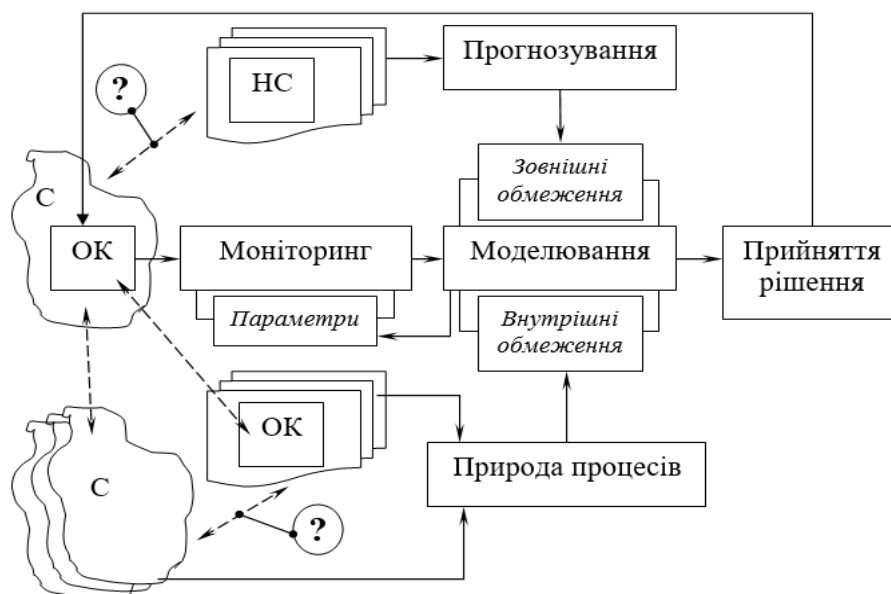 НС
Прогнозування
?
Зовнішні
обмеження
С
ОК
Моніторинг
Моделювання
Прийняття
рішення
Параметри
Внутрішні
обмеження
ОК
Природа процесів
С
?